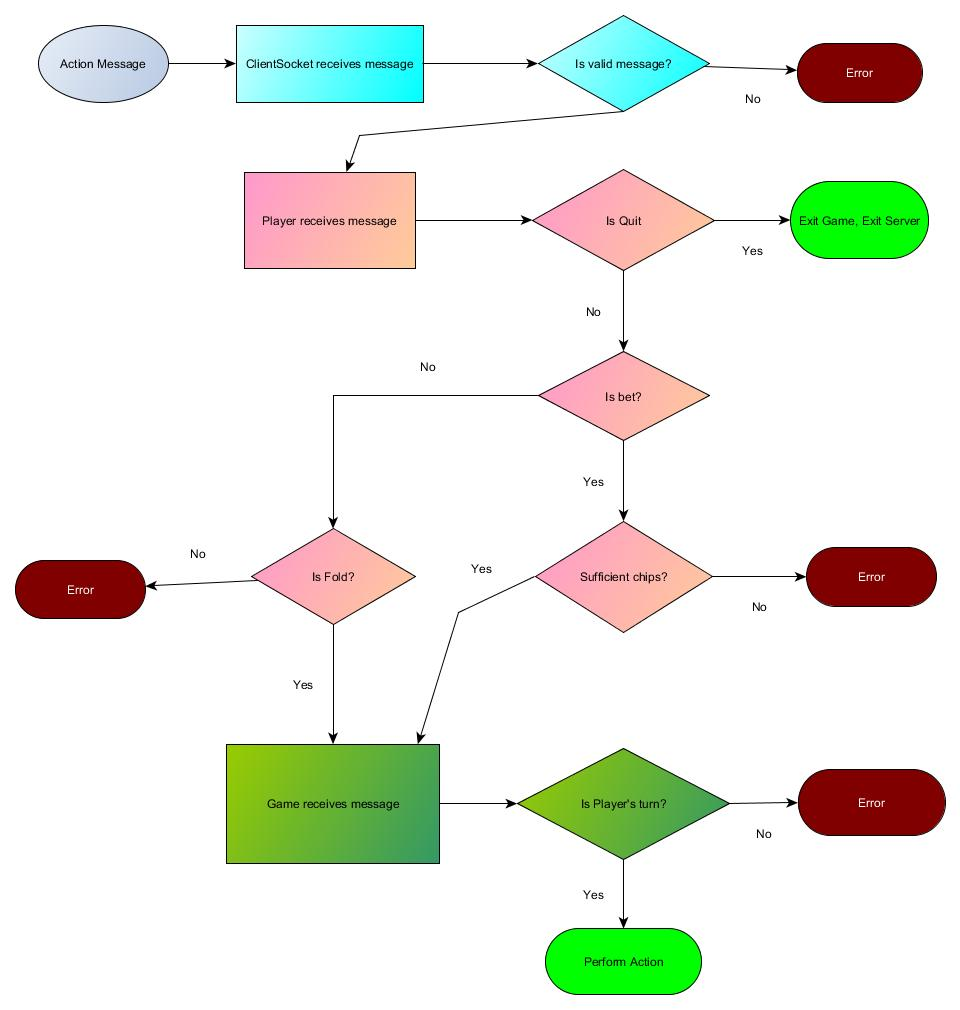 Action Message
ClientSocket receives message
Is valid message?
Error
No
Player receives message
Is Quit
Exit Game, Exit Server
Yes
No
No
Is bet?
Yes
No
Is Fold?
Error
Yes
Sufficient chips?
Error
No
Yes
Game receives message
Is Player's turn?
Error
No
Yes
Perform Action